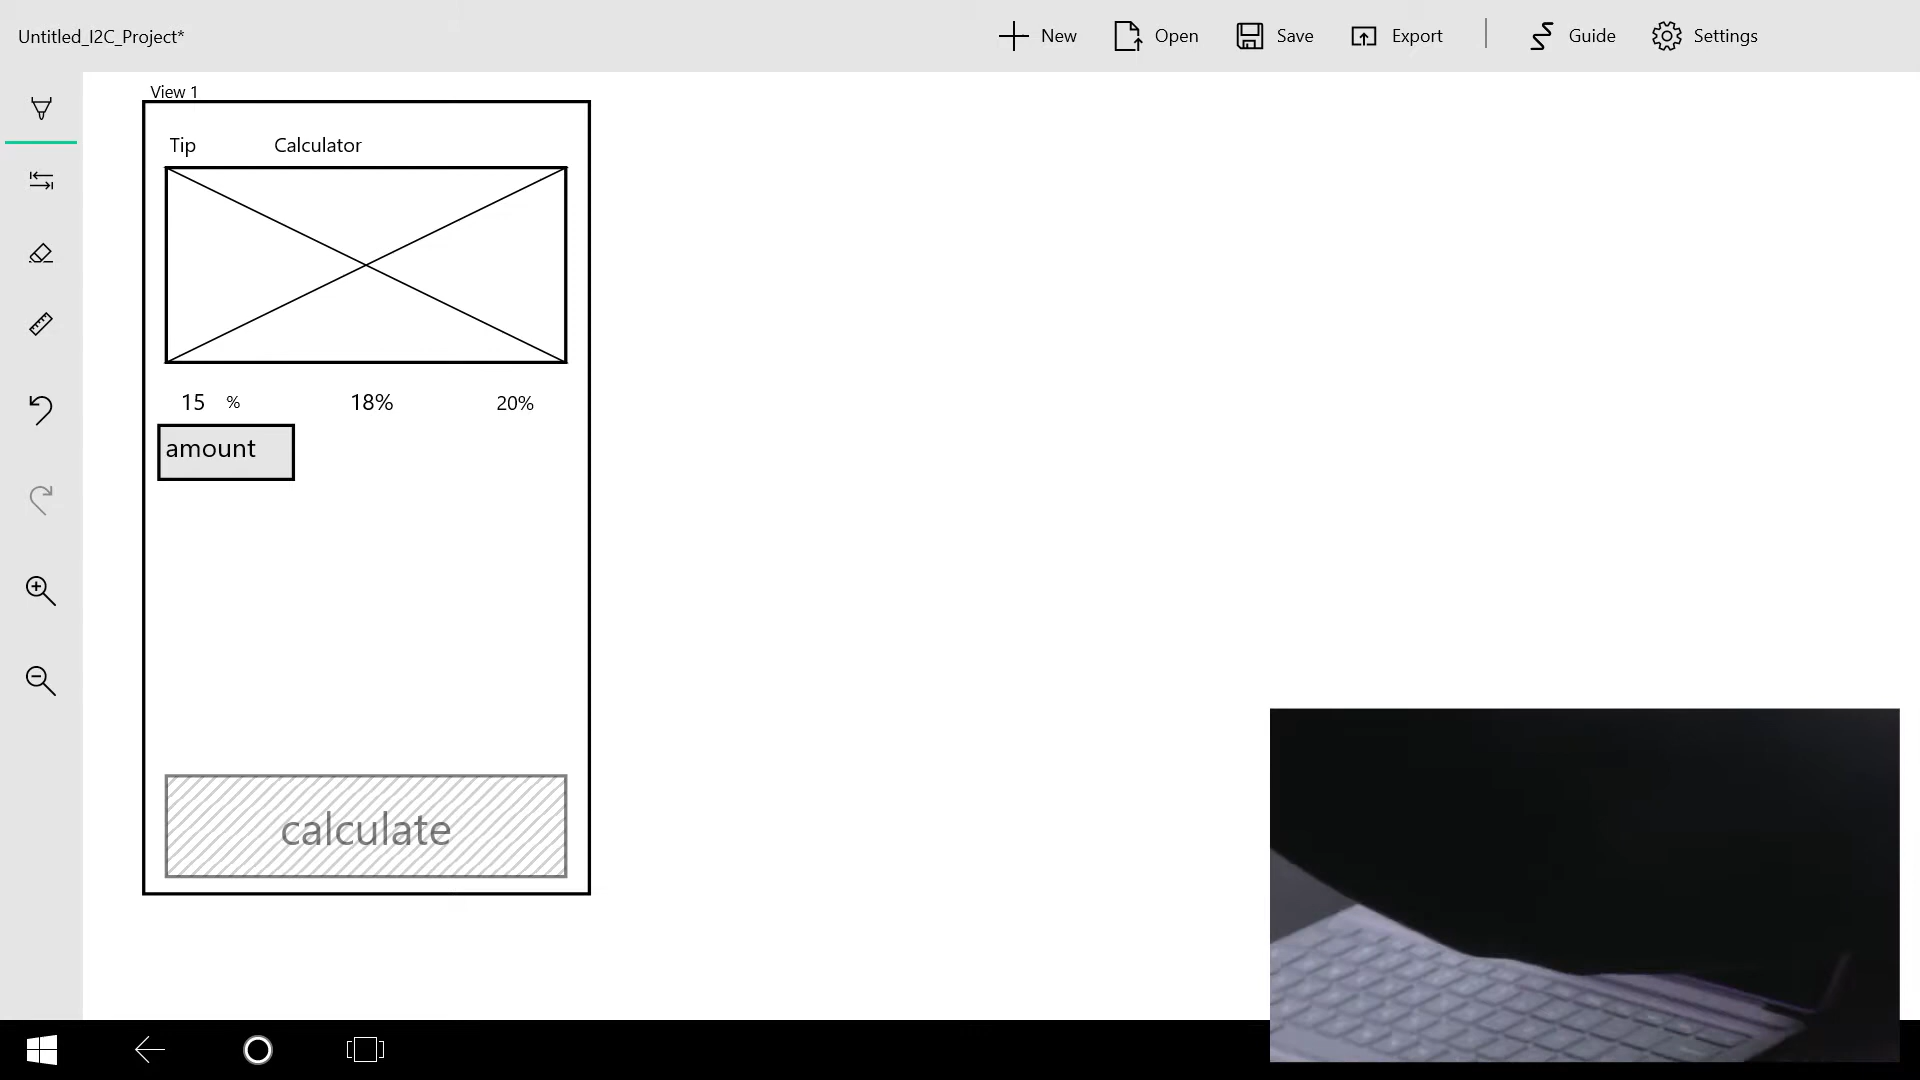 Untitled_I2C_Project*
New Open Save Export Guide Settings
View 1
Tip Calculator
15 % 18% 20%
amount
calculate